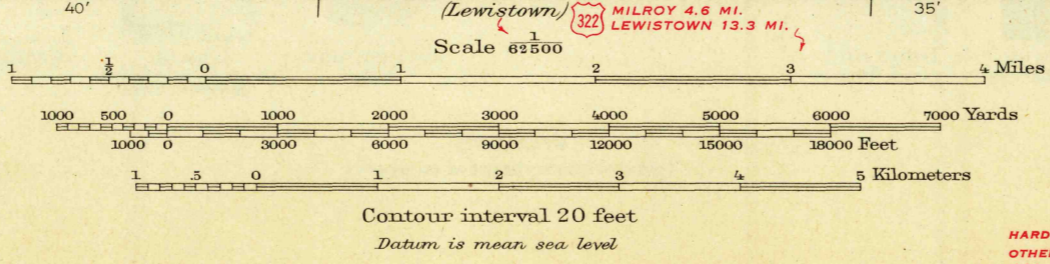 40' (Lewistown) 322 MILROY 4.6 MI. 35'
LEWISTOWN 13.3 MI.
Scale 1/62500
1 1/2 0 1 2 3 4 Miles
1000 500 0 1000 2000 3000 4000 5000 6000 7000 Yards
1000 0 3000 6000 9000 12000 15000 18000 Feet
1 .5 0 1 2 3 4 5 Kilometers
Contour interval 20 feet
Datum is mean sea level
HARD
OTHE